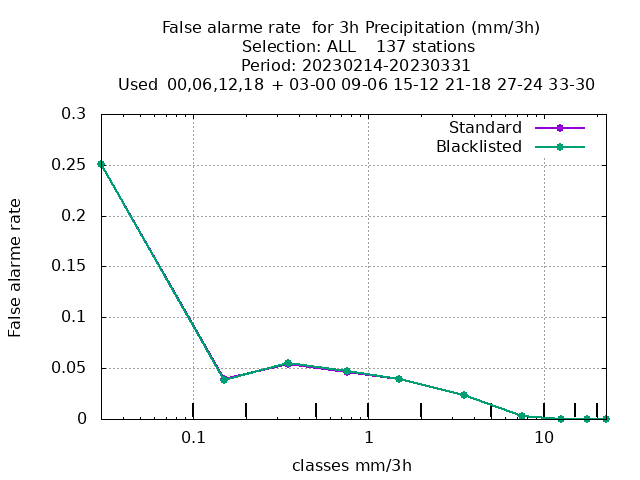 False alarme rate  for 3h Precipitation (mm/3h)
Selection: ALL    137 stations
Period: 20230214-20230331
Used  00,06,12,18  + 03-00 09-06 15-12 21-18 27-24 33-30
0.3
Standard
Blacklisted
0.25
0.2
0.15
0.1
0.05
0
False alarme rate
0.1 1 10
classes mm/3h